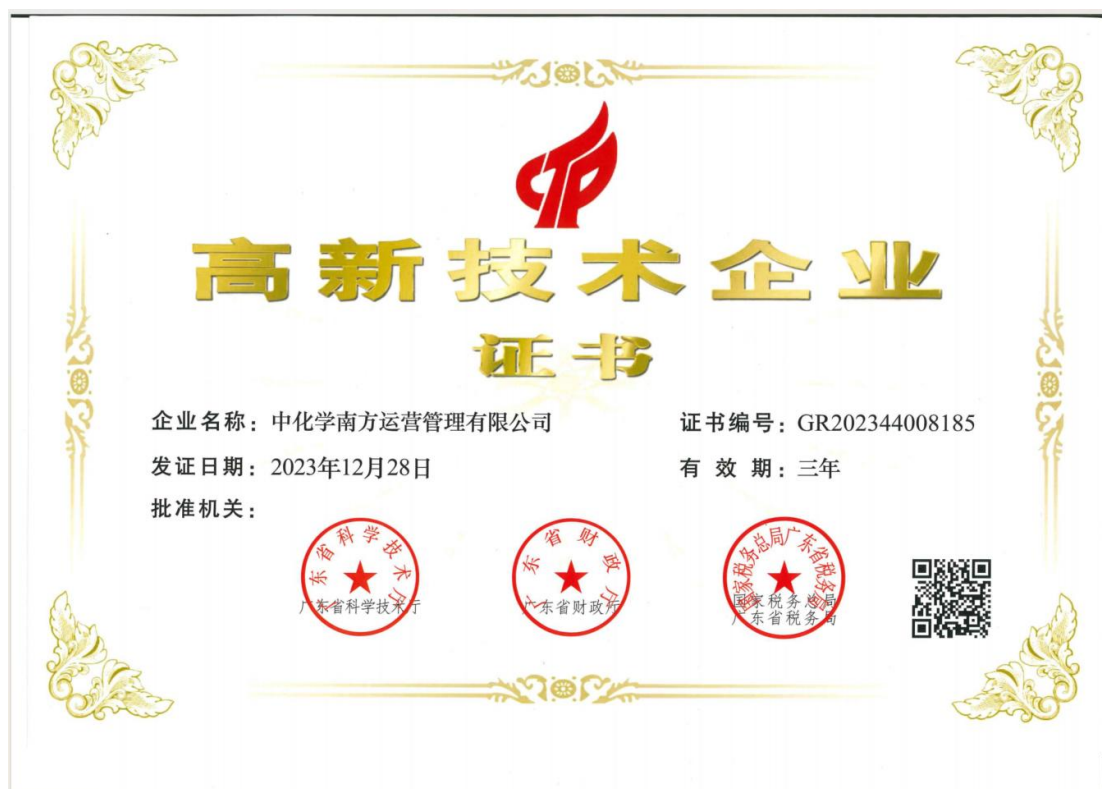 CTP
高新技术企业
证书
企业名称：中化学南方运营管理有限公司
证书编号：GR202344008185
发证日期：2023年12月28日
有 效 期：三年
批准机关：
广东省科学技术厅
广东省科学技术厅
广东省财政厅
广东省财政厅
国家税务总局广东省税务局
国家税务总局
广东省税务局